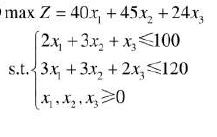 max Z = 40x₁ + 45x₂ + 24x₃
2x₁ + 3x₂ + x₃ ≤ 100
s.t. 3x₁ + 3x₂ + 2x₃ ≤ 120
x₁, x₂, x₃ ≥ 0